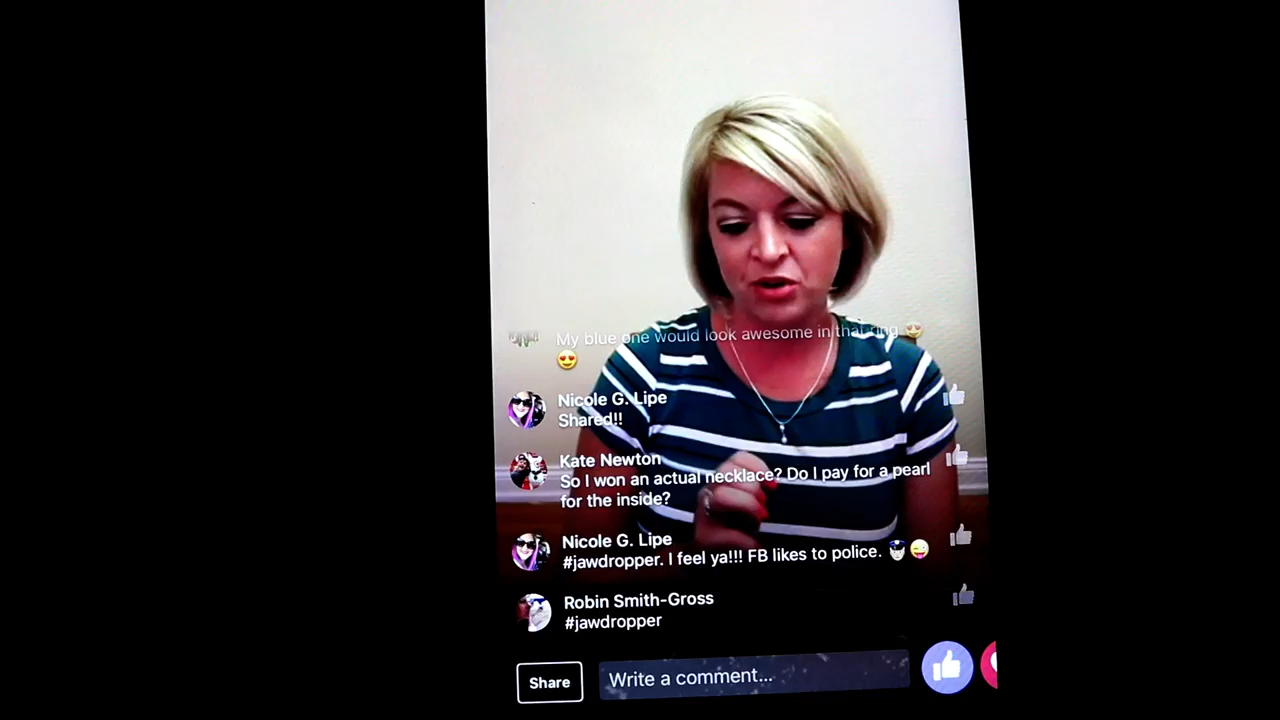 My blue one would look awesome in that ring
Nicole G. Lipe
Shared!!
Kate Newton
So I won an actual necklace? Do I pay for a pearl
for the inside?
Nicole G. Lipe
#jawdropper. I feel ya!!! FB likes to police.
Robin Smith-Gross
#jawdropper
Share
Write a comment...